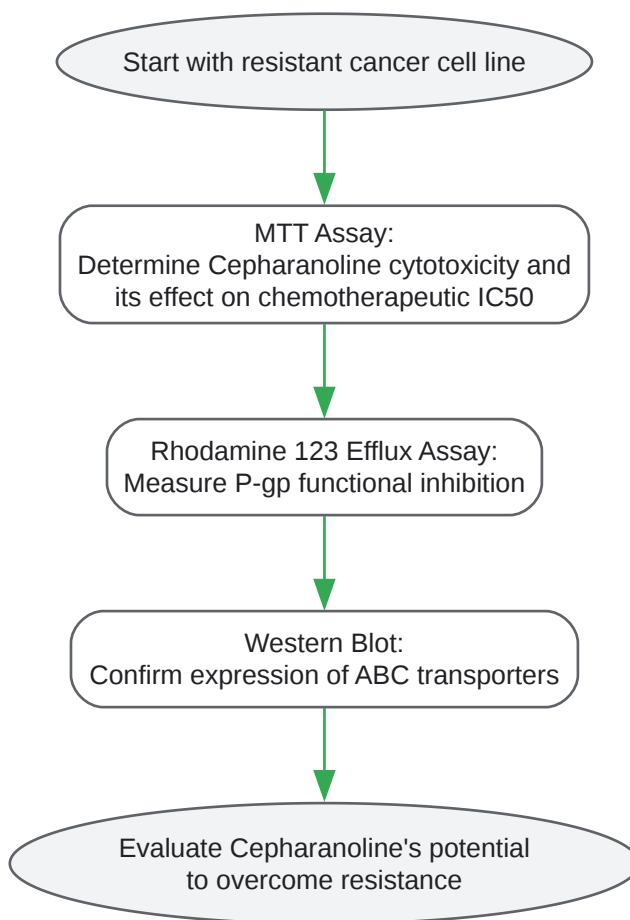 Start with resistant cancer cell line
MTT Assay:
Determine Cepharanoline cytotoxicity and
its effect on chemotherapeutic IC50
Rhodamine 123 Efflux Assay:
Measure P-gp functional inhibition
Western Blot:
Confirm expression of ABC transporters
Evaluate Cepharanoline's potential
to overcome resistance